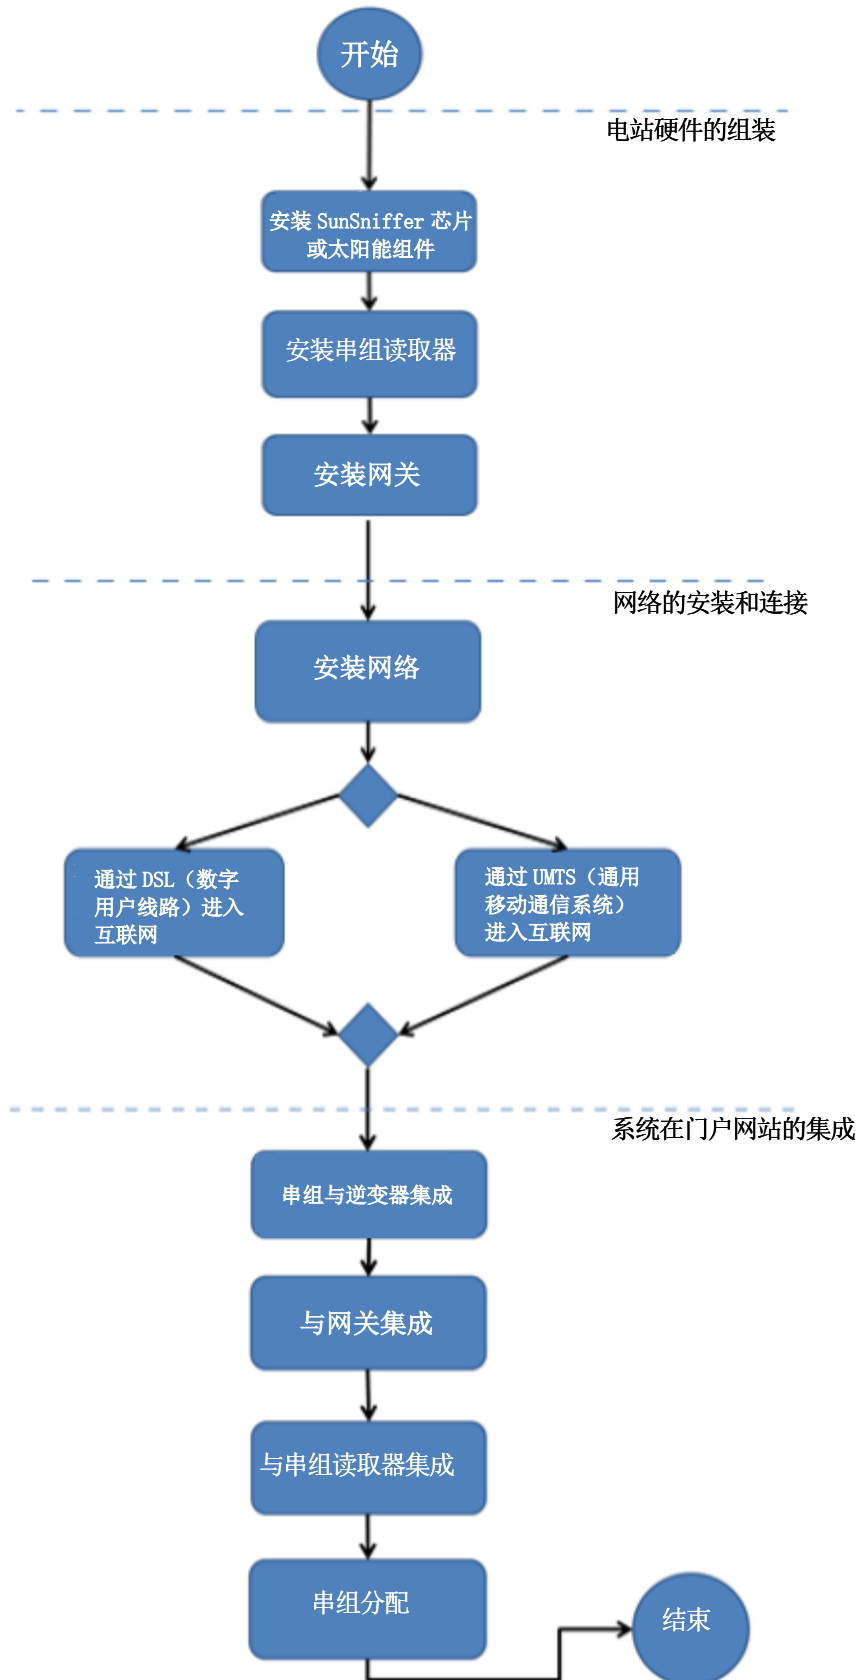 开始
电站硬件的组装
安装 SunSniffer 芯片
或太阳能组件
安装串组读取器
安装网关
网络的安装和连接
安装网络
通过 DSL（数字
用户线路）进入
互联网
通过 UMTS（通用
移动通信系统）
进入互联网
系统在门户网站的集成
串组与逆变器集成
与网关集成
与串组读取器集成
串组分配
结束